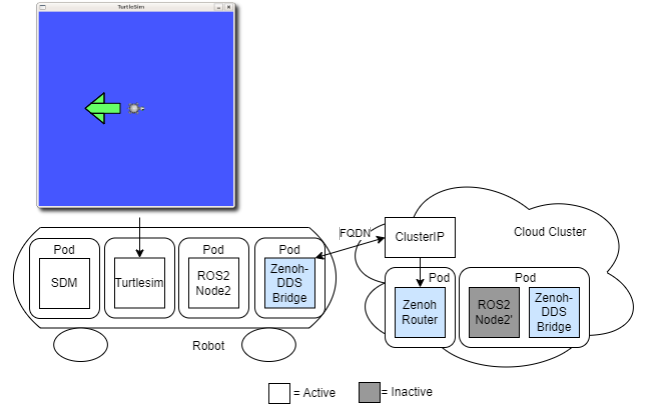 TurtleSim
FQDN
ClusterIP
Cloud Cluster
Pod
Pod
Pod
Pod
Pod
Pod
SDM
Turtlesim
ROS2
Node2
Zenoh-
DDS
Bridge
Zenoh
Router
ROS2
Node2'
Zenoh-
DDS
Bridge
Robot
= Active
= Inactive